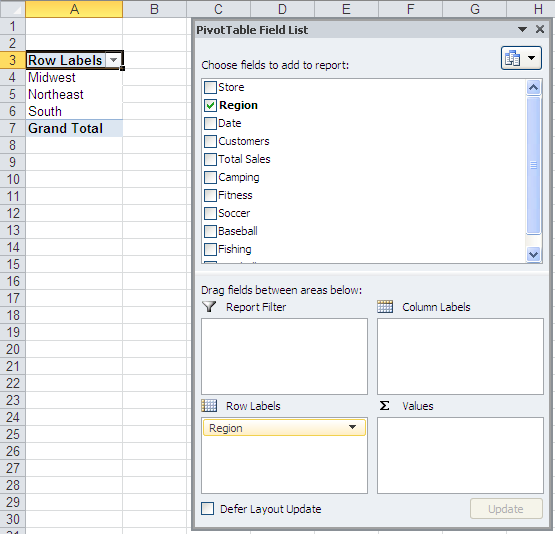 A B C D E F G H
1
2
3 Row Labels
4 Midwest
5 Northeast
6 South
7 Grand Total
8
9
10
11
12
13
14
15
16
17
18
19
20
21
22
23
24
25
26
27
28
29
30
PivotTable Field List
Choose fields to add to report:
Store
Region
Date
Customers
Total Sales
Camping
Fitness
Soccer
Baseball
Fishing
Drag fields between areas below:
Report Filter
Column Labels
Row Labels
Σ Values
Region
Defer Layout Update
Update